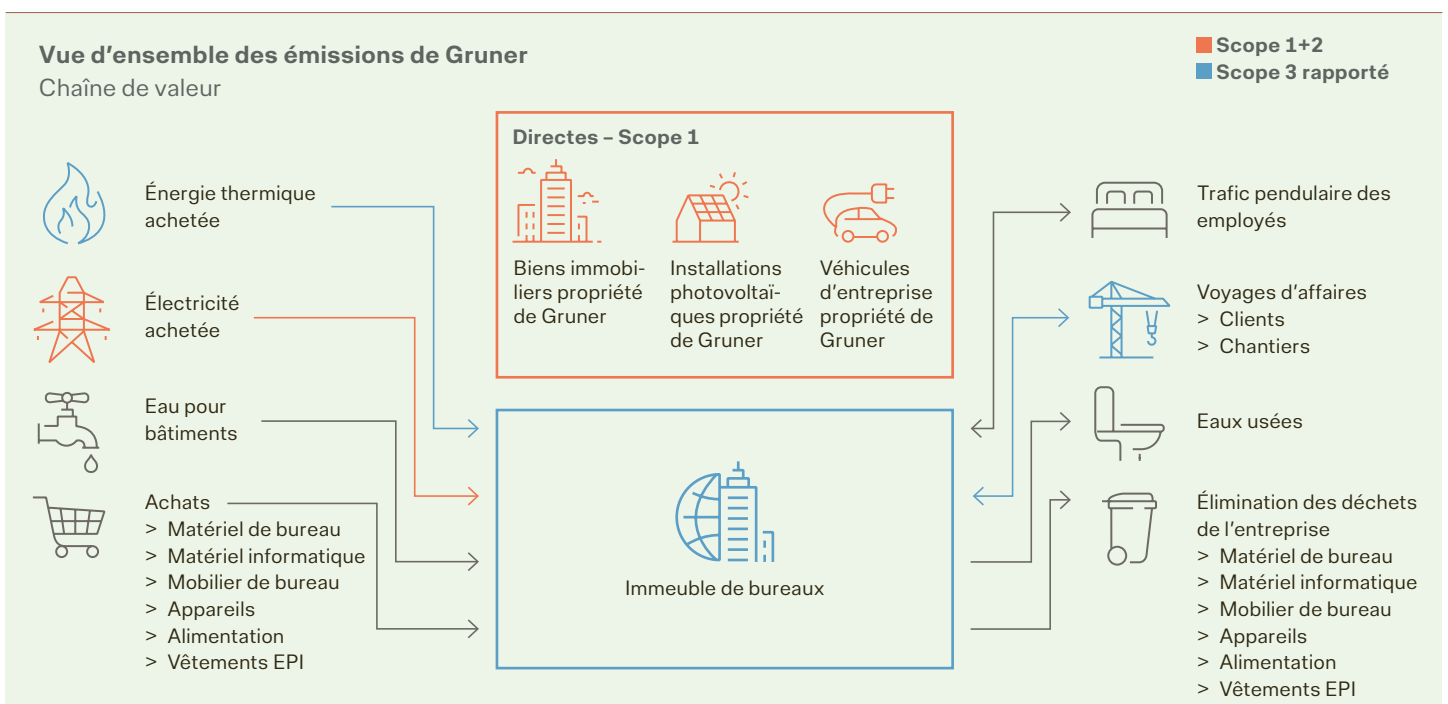 Vue d'ensemble des émissions de Gruner
Chaîne de valeur
Scope 1+2
Scope 3 rapporté
Énergie thermique
achetée
Électricité
achetée
Eau pour
bâtiments
Achats
> Matériel de bureau
> Matériel informatique
> Mobilier de bureau
> Appareils
> Alimentation
> Vêtements EPI
Directes – Scope 1
Biens immobi-
liers propriété
de Gruner
Installations
photovoltaï-
ques propriété
de Gruner
Véhicules
d'entreprise
propriété de
Gruner
Immeuble de bureaux
Trafic pendulaire des
employés
Voyages d'affaires
> Clients
> Chantiers
Eaux usées
Élimination des déchets
de l'entreprise
> Matériel de bureau
> Matériel informatique
> Mobilier de bureau
> Appareils
> Alimentation
> Vêtements EPI